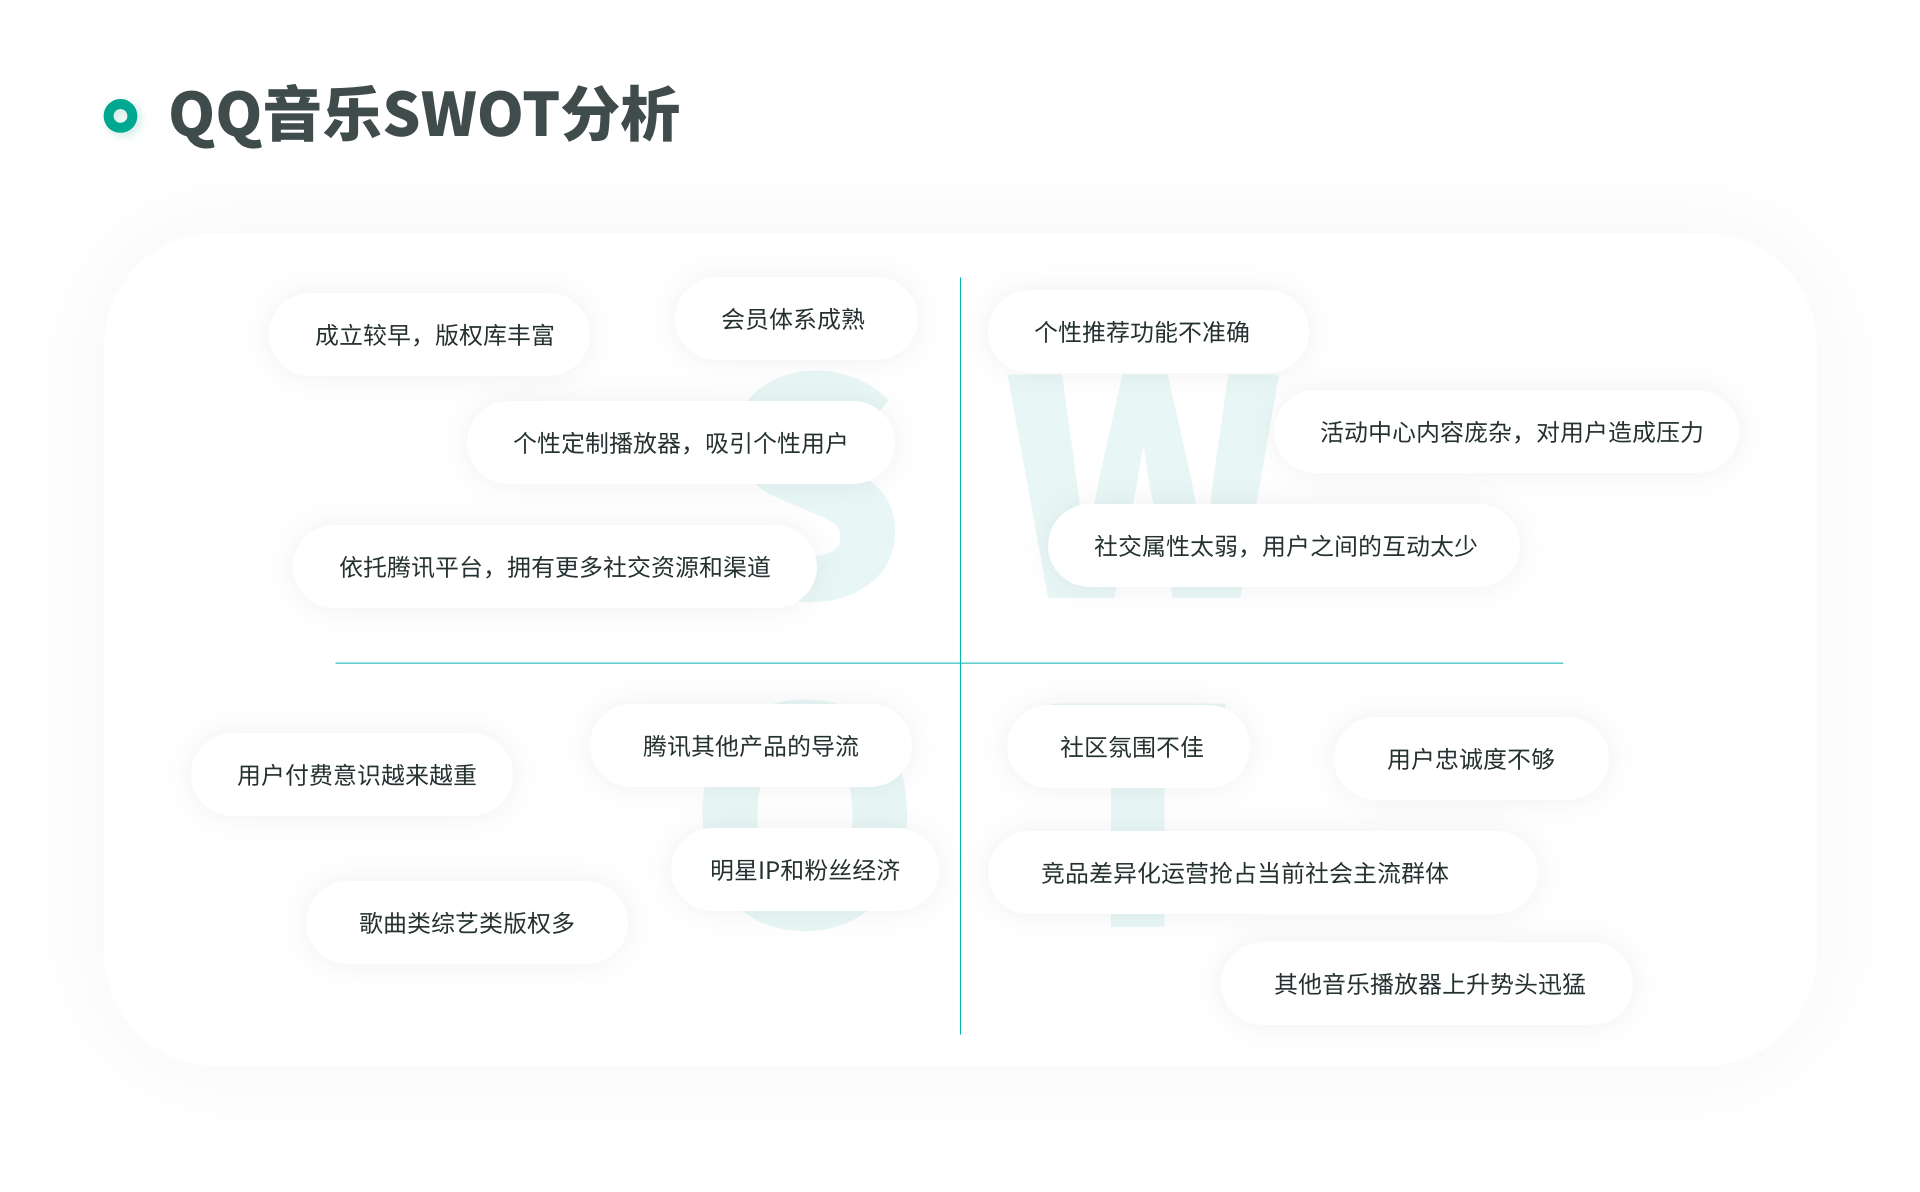 QQ音乐SWOT分析
S
成立较早，版权库丰富
会员体系成熟
个性定制播放器，吸引个性用户
依托腾讯平台，拥有更多社交资源和渠道
W
个性推荐功能不准确
活动中心内容庞杂，对用户造成压力
社交属性太弱，用户之间的互动太少
O
用户付费意识越来越重
腾讯其他产品的导流
明星IP和粉丝经济
歌曲类综艺类版权多
T
社区氛围不佳
用户忠诚度不够
竞品差异化运营抢占当前社会主流群体
其他音乐播放器上升势头迅猛